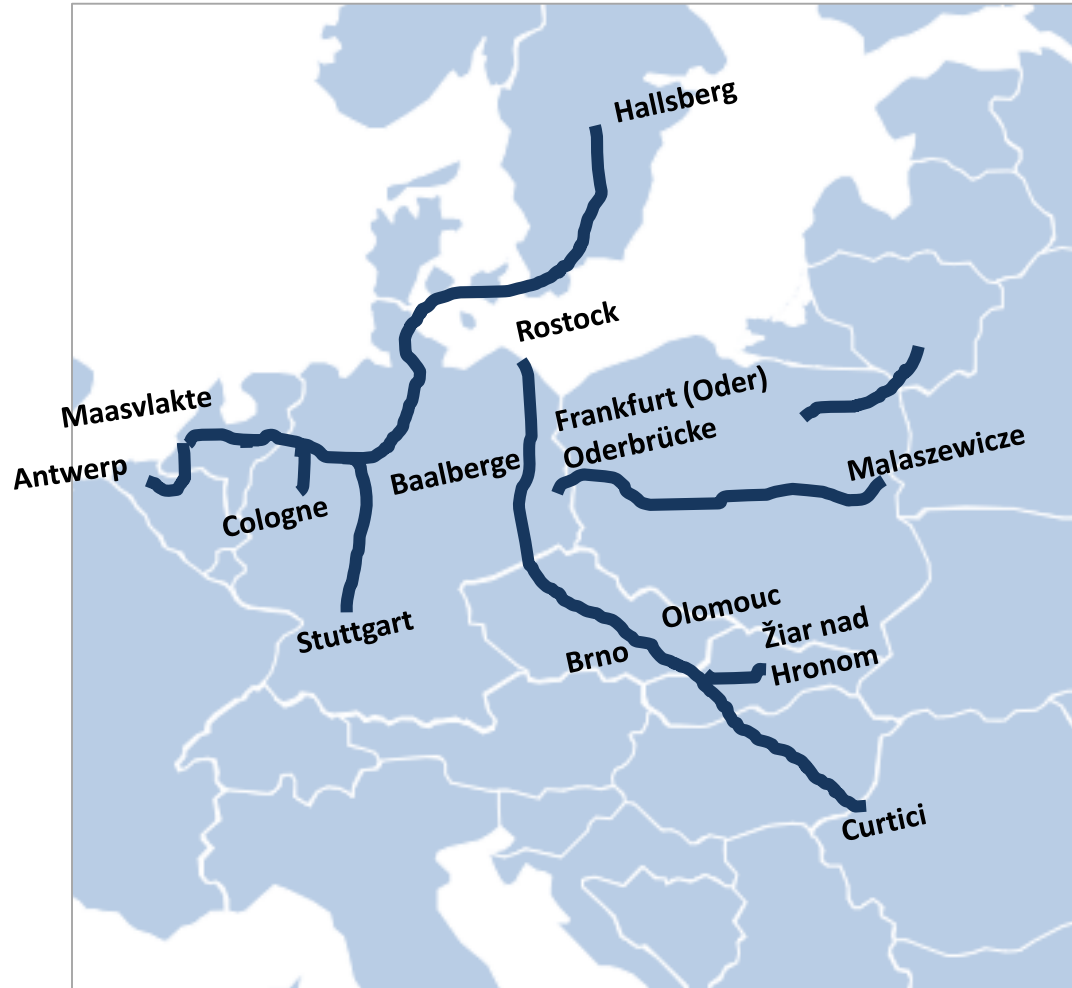 Hallsberg
Rostock
Maasvlakte
Frankfurt (Oder)
Oderbrücke
Antwerp
Baalberge
Malaszewicze
Cologne
Olomouc
Stuttgart
Brno
Žiar nad
Hronom
Curtici